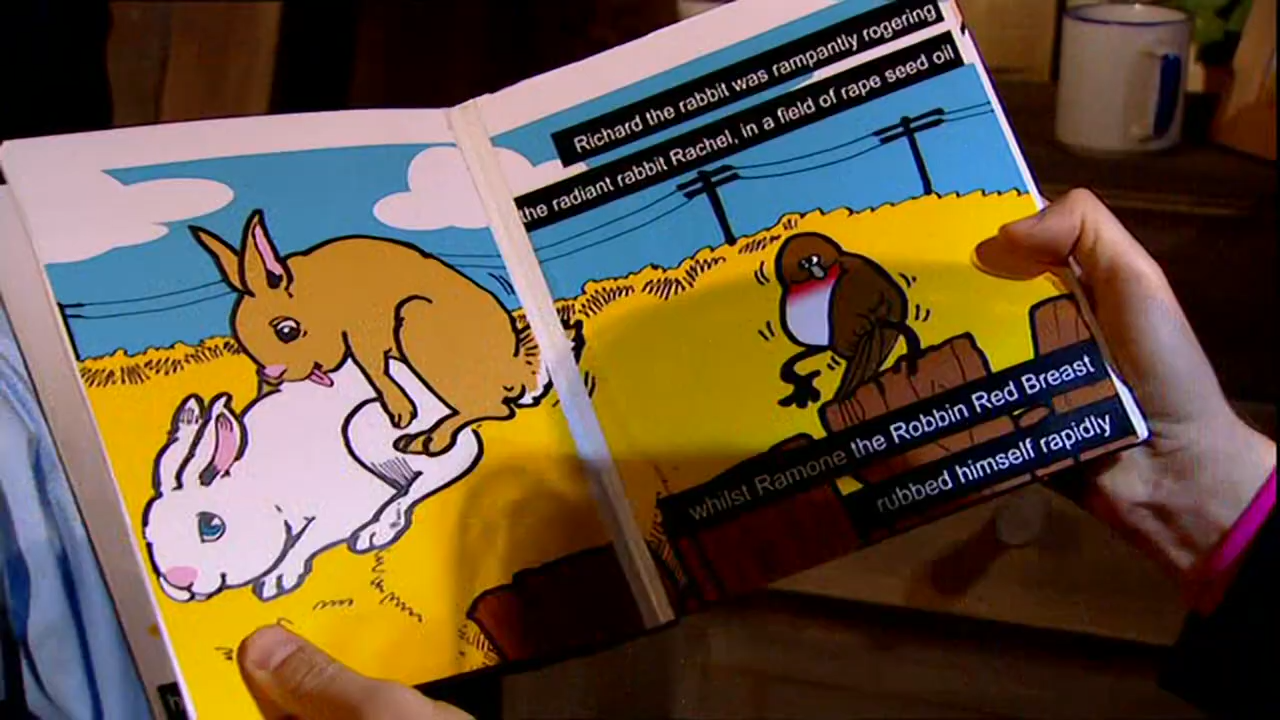 Richard the rabbit was rampantly rogering
the radiant rabbit Rachel, in a field of rape seed oil
whilst Ramone the Robbin Red Breast
rubbed himself rapidly